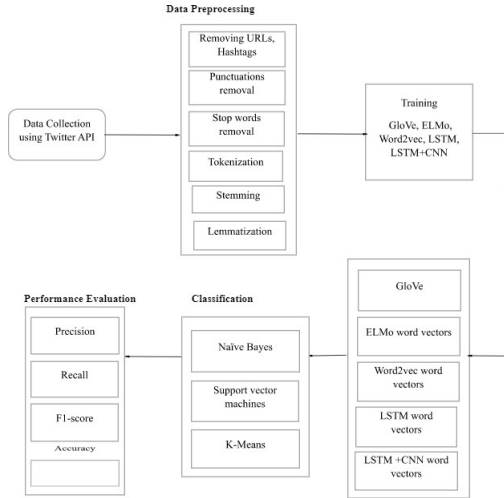 Data Preprocessing
Removing URLs,
Hashtags
Punctuations
removal
Stop words
removal
Tokenization
Stemming
Lemmatization
Data Collection
using Twitter API
Training
GloVe, ELMo,
Word2vec, LSTM,
LSTM+CNN
Performance Evaluation
Precision
Recall
F1-score
Accuracy
Classification
Naïve Bayes
Support vector
machines
K-Means
GloVe
ELMo word vectors
Word2vec word
vectors
LSTM word
vectors
LSTM +CNN word
vectors